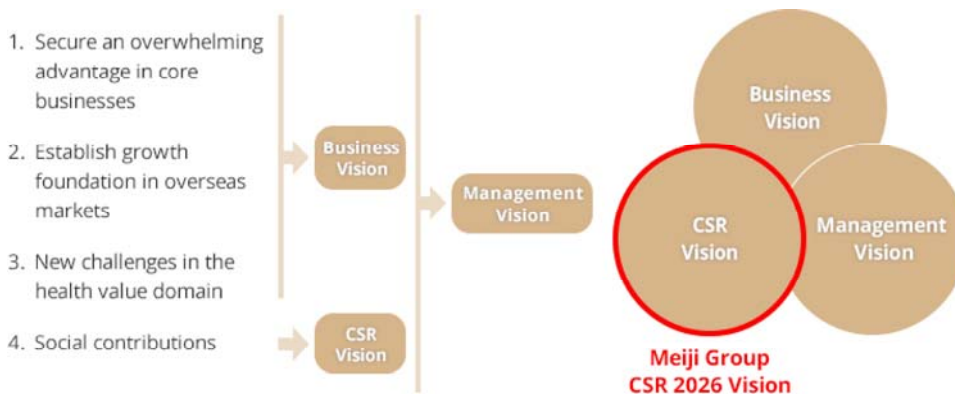 1. Secure an overwhelming
advantage in core
businesses
2. Establish growth
foundation in overseas
markets
3. New challenges in the
health value domain
4. Social contributions
Business
Vision
CSR
Vision
Management
Vision
Business
Vision
CSR
Vision
Management
Vision
Meiji Group
CSR 2026 Vision